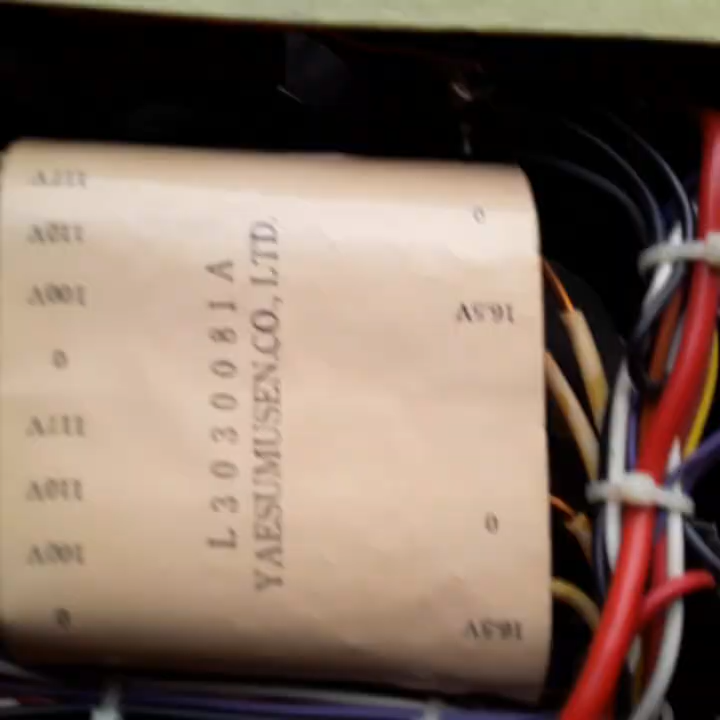 117V
110V
100V
0
117V
110V
100V
0
L3030081A
YAESUMUSEN.CO., LTD.
0
16.5V
0
16.5V